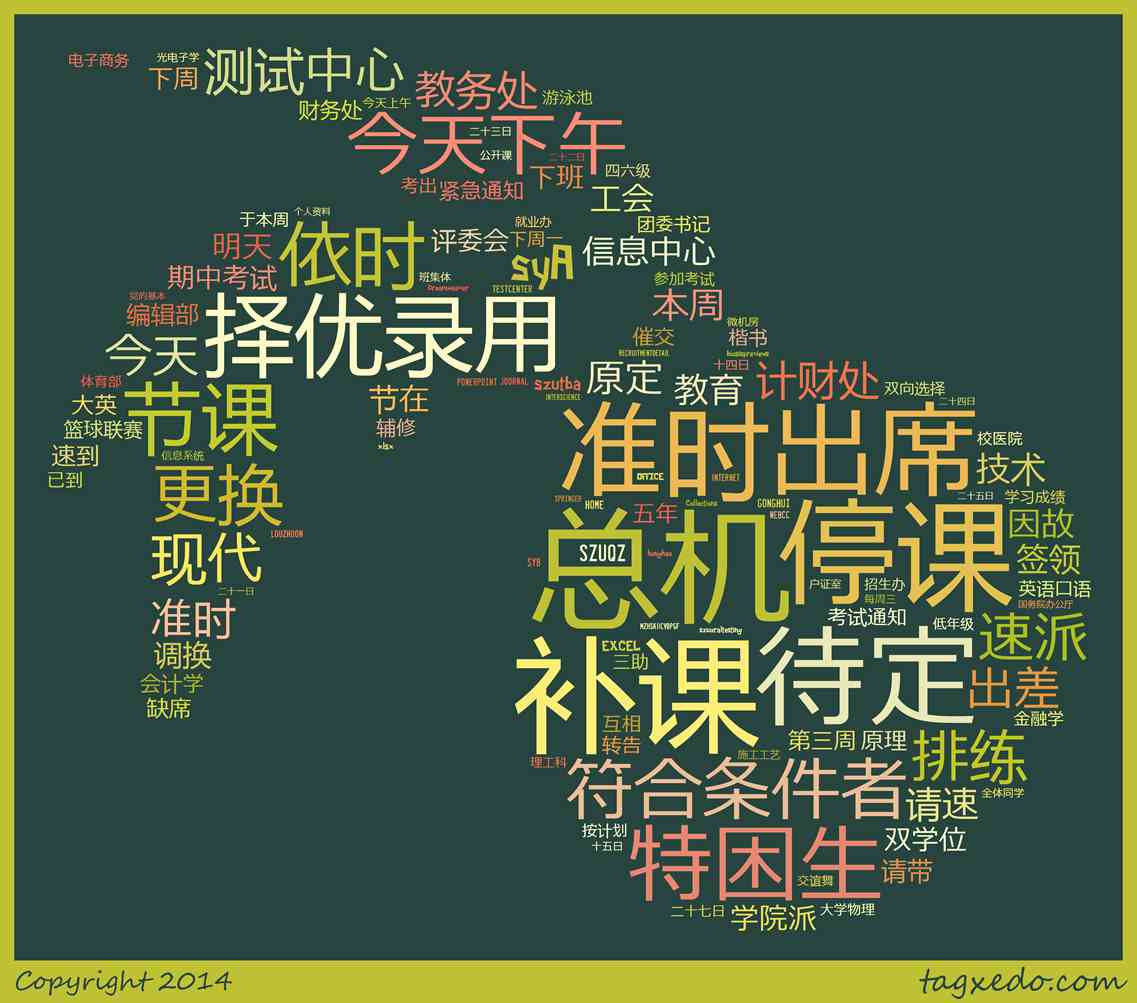 电子商务
光电子学
下周
测试中心
财务处
今天上午
教务处
游泳池
今天下午
二十三日
公开课
二十二日
考出
紧急通知
下班
四六级
工会
于本周
个人资料
团委书记
明天
依时
评委会
就业办
下周一
信息中心
期中考试
班集体
syA
TESTCENTER
参加考试
党的基本
编辑部
择优录用
本周
微机房
催交
楷书
RECRUITMENTDETAIL
今天
POWERPOINT
JOURNAL
szutba
INTERSCIENCE
原定
教育
十四日
计财处
双向选择
体育部
大英
节课
节在
二十四日
篮球联赛
辅修
准时出席
校医院
速到
信息系统
xlsx
技术
已到
更换
OFFICE
INTERNET
SPRINGER
HOME
Collections
GONGHUI
WEBCC
二十五日
学习成绩
五年
总机
停课
因故
LOUZHUON
SZUQZ
现代
SYB
签领
户证室
招生办
每周三
英语口语
国务院办公厅
二十一日
准时
考试通知
低年级
速派
调换
EXCEL
三助
补课
待定
会计学
缺席
出差
互相
转告
金融学
第三周
原理
排练
理工科
施工工艺
符合条件者
请速
全体同学
按计划
十五日
特困生
双学位
交谊舞
请带
二十七日
学院派
大学物理
Copyright 2014
tagxedo.com